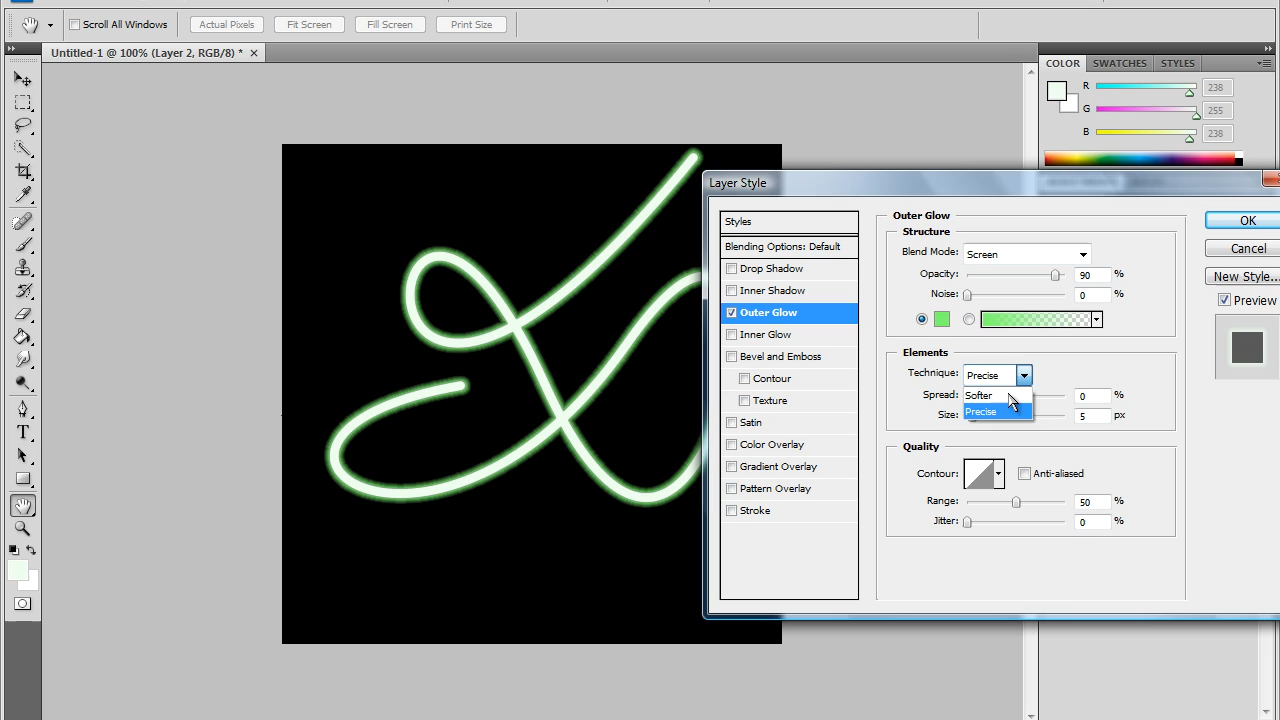 Scroll All Windows Actual Pixels Fit Screen Fill Screen Print Size
Untitled-1 @ 100% (Layer 2, RGB/8) * ×
COLOR SWATCHES STYLES
R 238
G 255
B 238
Layer Style
Styles
Blending Options: Default
Drop Shadow
Inner Shadow
Outer Glow
Inner Glow
Bevel and Emboss
Contour
Texture
Satin
Color Overlay
Gradient Overlay
Pattern Overlay
Stroke
Outer Glow
Structure
Blend Mode: Screen
Opacity: 90 %
Noise: 0 %
Elements
Technique: Precise
Softer
Precise
Spread: 0 %
Size: 5 px
Quality
Contour: Anti-aliased
Range: 50 %
Jitter: 0 %
OK
Cancel
New Style...
Preview